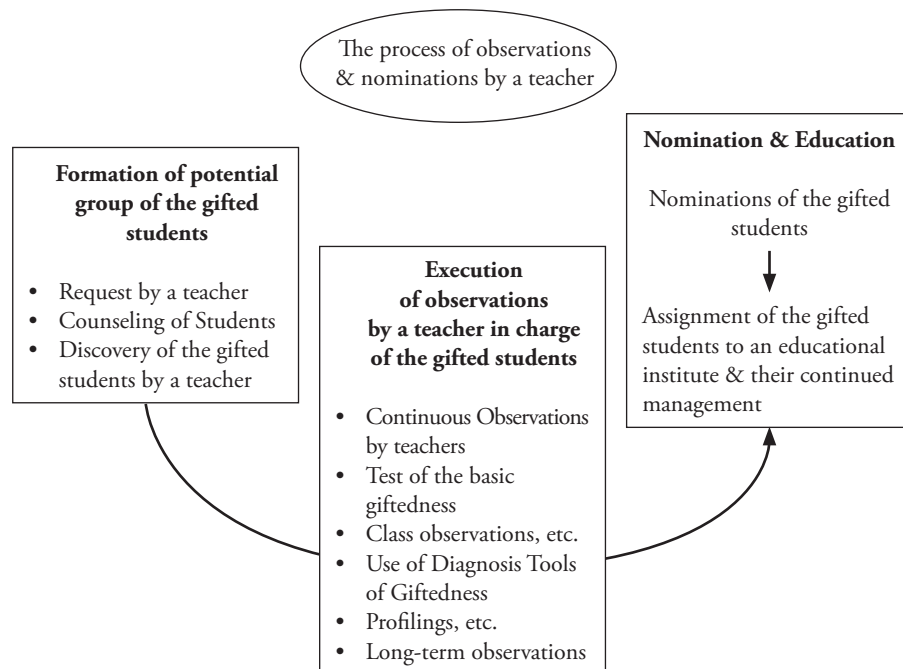 The process of observations
& nominations by a teacher
Formation of potential
group of the gifted
students
• Request by a teacher
• Counseling of Students
• Discovery of the gifted
students by a teacher
Execution
of observations
by a teacher in charge
of the gifted students
• Continuous Observations
by teachers
• Test of the basic
giftedness
• Class observations, etc.
• Use of Diagnosis Tools
of Giftedness
• Profilings, etc.
• Long-term observations
Nomination & Education
Nominations of the gifted
students
Assignment of the gifted
students to an educational
institute & their continued
management